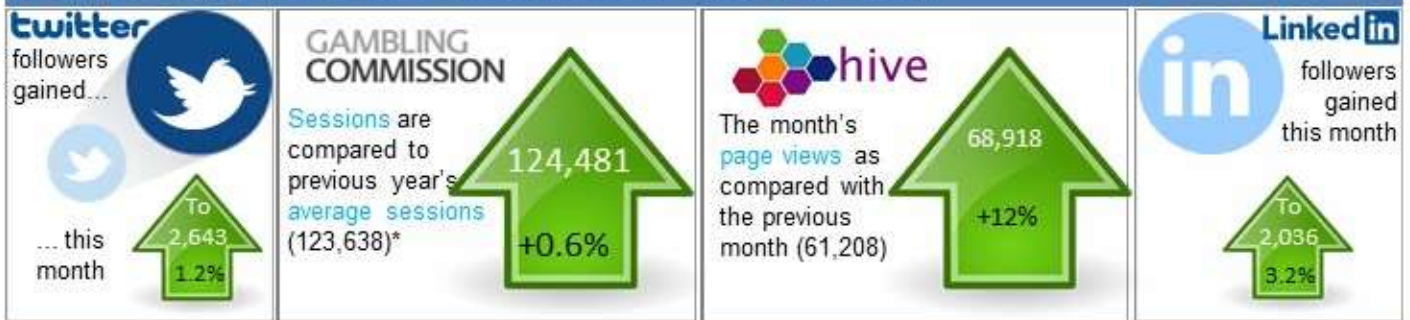 twitter
followers
gained...
... this
month
To
2,643
1.2%
GAMBLING
COMMISSION
Sessions are
compared to
previous year's
average sessions
(123,638)*
124,481
+0.6%
hive
The month's
page views as
compared with
the previous
month (61,208)
68,918
+12%
in
Linked in
followers
gained
this month
To
2,036
3.2%